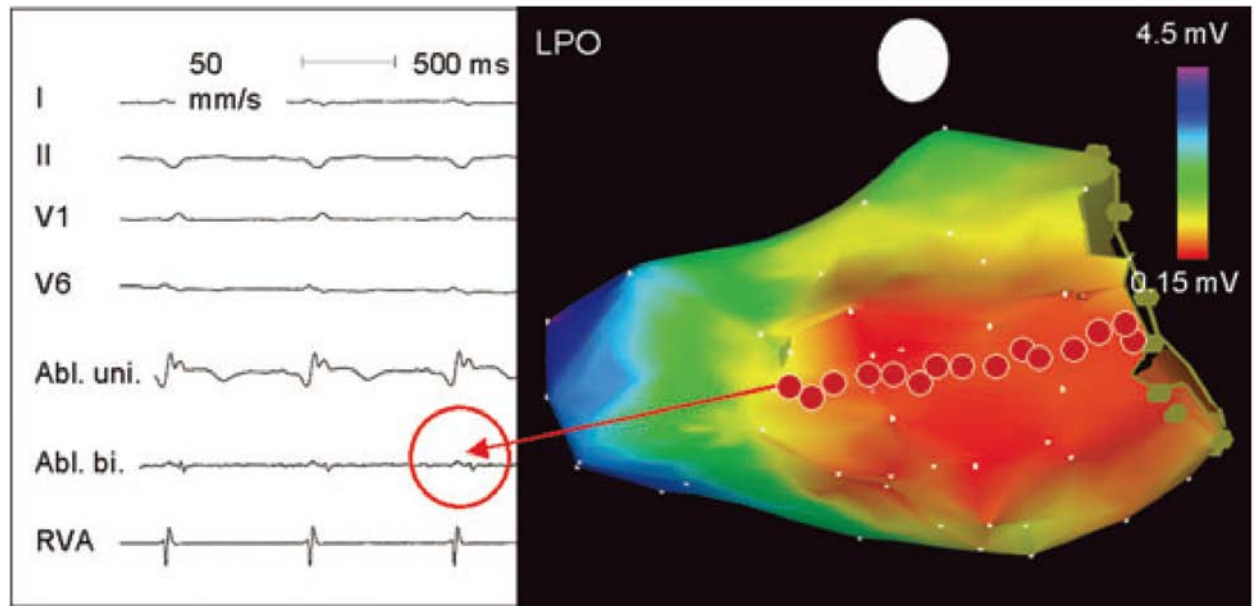 50 500 ms
mm/s
I
II
V1
V6
Abl. uni.
Abl. bi.
RVA
LPO
4.5 mV
0.15 mV